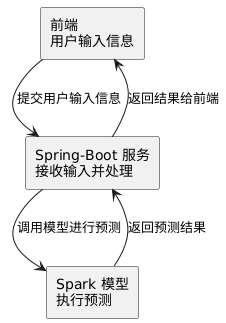 前端
用户输入信息
提交用户输入信息
返回结果给前端
Spring-Boot 服务
接收输入并处理
调用模型进行预测
返回预测结果
Spark 模型
执行预测